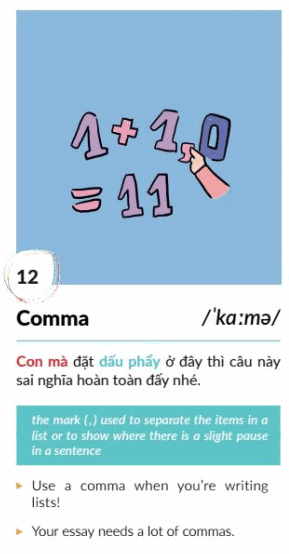 1 + 1,0
= 11
12
Comma /ˈkɑːmə/
Con mà đặt dấu phẩy ở đây thì câu này
sai nghĩa hoàn toàn đấy nhé.
the mark (,) used to separate the items in a
list or to show where there is a slight pause
in a sentence
Use a comma when you're writing
lists!
Your essay needs a lot of commas.